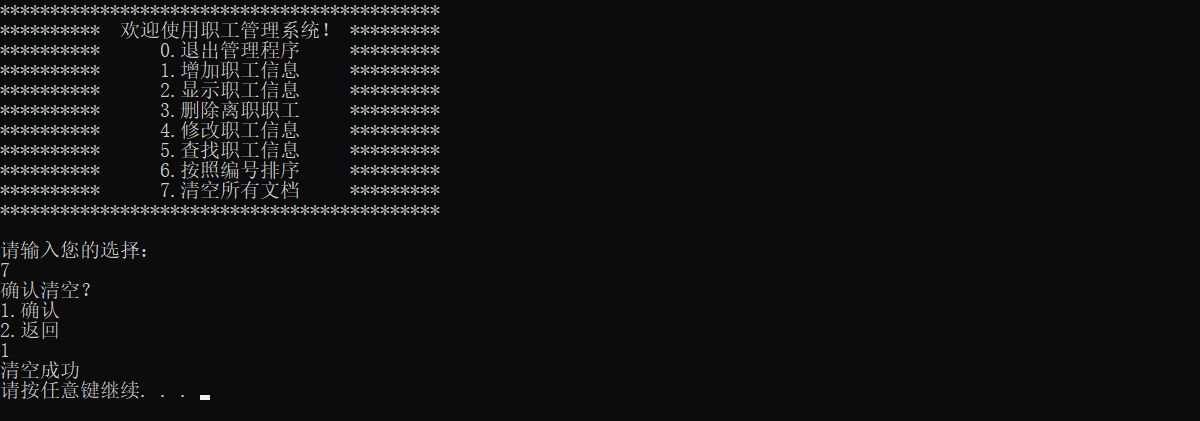 ********************************************
**********  欢迎使用职工管理系统！ *********
**********      0.退出管理程序     *********
**********      1.增加职工信息     *********
**********      2.显示职工信息     *********
**********      3.删除离职职工     *********
**********      4.修改职工信息     *********
**********      5.查找职工信息     *********
**********      6.按照编号排序     *********
**********      7.清空所有文档     *********
********************************************
请输入您的选择：
7
确认清空？
1.确认
2.返回
1
清空成功
请按任意键继续. . .